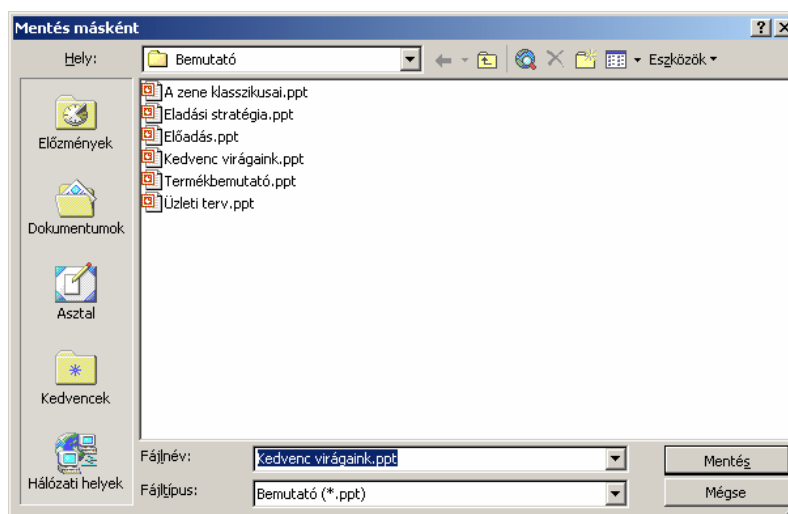 Mentés másként
Hely:
Bemutató
Eszközök
Előzmények
Dokumentumok
Asztal
Kedvencek
Hálózati helyek
A zene klasszikusai.ppt
Eladási stratégia.ppt
Előadás.ppt
Kedvenc virágaink.ppt
Termékbemutató.ppt
Üzleti terv.ppt
Fájlnév:
Kedvenc virágaink.ppt
Mentés
Fájltípus:
Bemutató (*.ppt)
Mégse